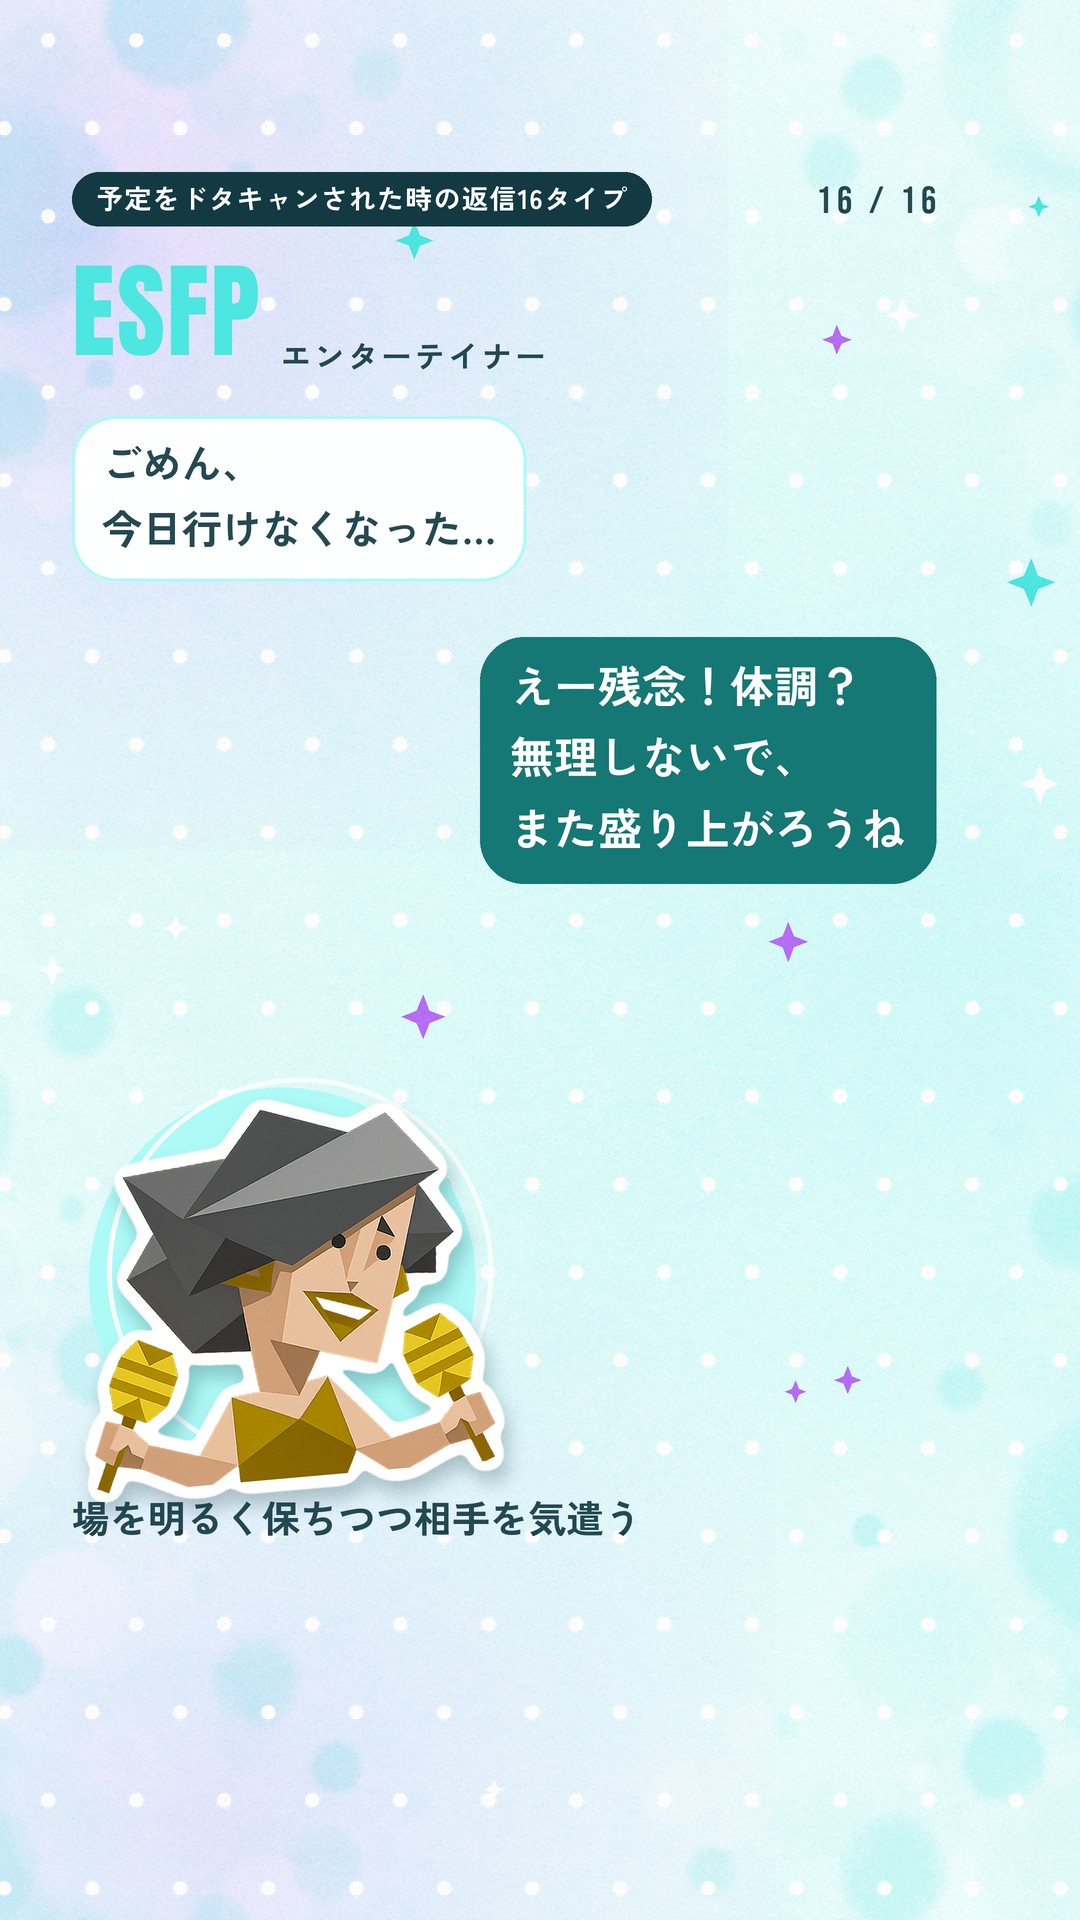 予定をドタキャンされた時の返信16タイプ
16 / 16
ESFP
エンターテイナー
ごめん、
今日行けなくなった…
えー残念！体調？
無理しないで、
また盛り上がろうね
場を明るく保ちつつ相手を気遣う